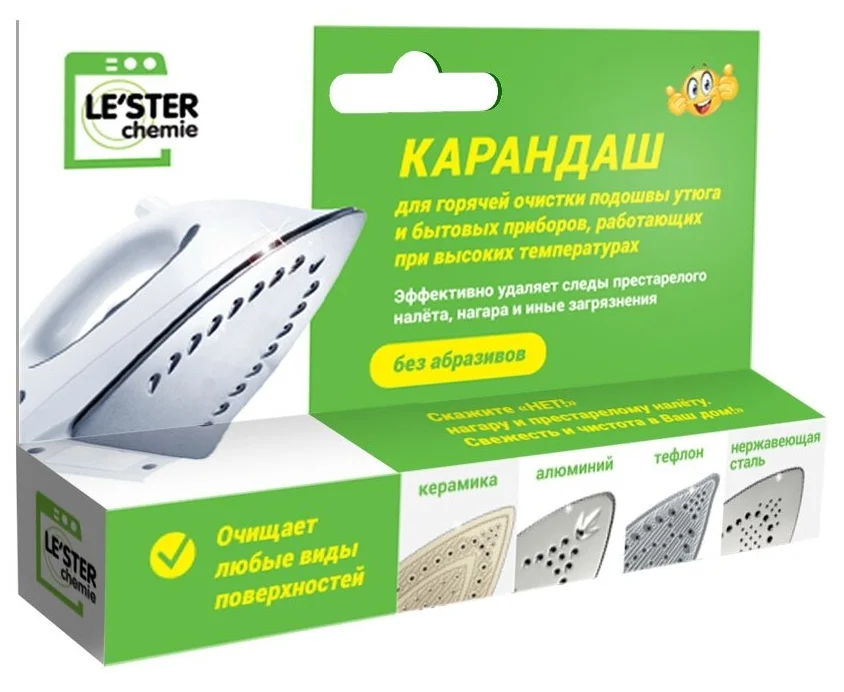 LE'STER
chemie
КАРАНДАШ
для горячей очистки подошвы утюга
и бытовых приборов, работающих
при высоких температурах
Эффективно удаляет следы престарелого
налёта, нагара и иные загрязнения
без абразивов
Скажите «НЕТ!»
нагару и престарелому налёту.
Свежесть и чистота в Ваш дом!»
керамика
алюминий
тефлон
нержавеющая
сталь
Очищает
любые виды
поверхностей
LE'STER
chemie